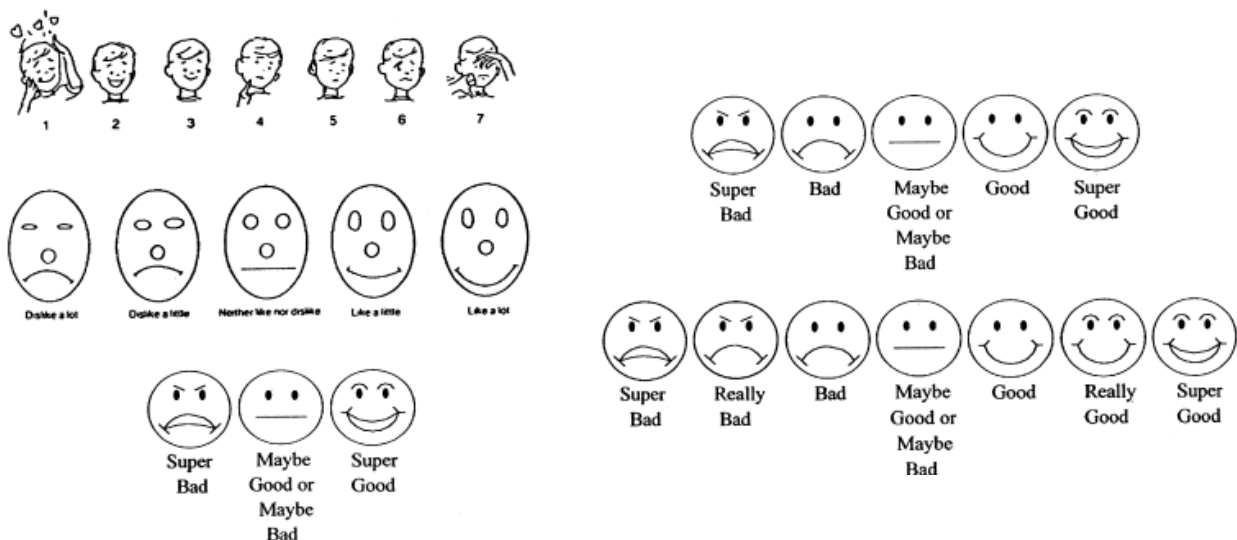 1 2 3 4 5 6 7
Dislike a lot Dislike a little Neither like nor dislike Like a little Like a lot
Super Maybe Super
Bad Good or Good
Maybe
Bad
Super Bad Maybe Good Super
Bad Good or Good
Maybe
Bad
Super Really Bad Maybe Good Really Super
Bad Bad Good or Good Good
Maybe
Bad